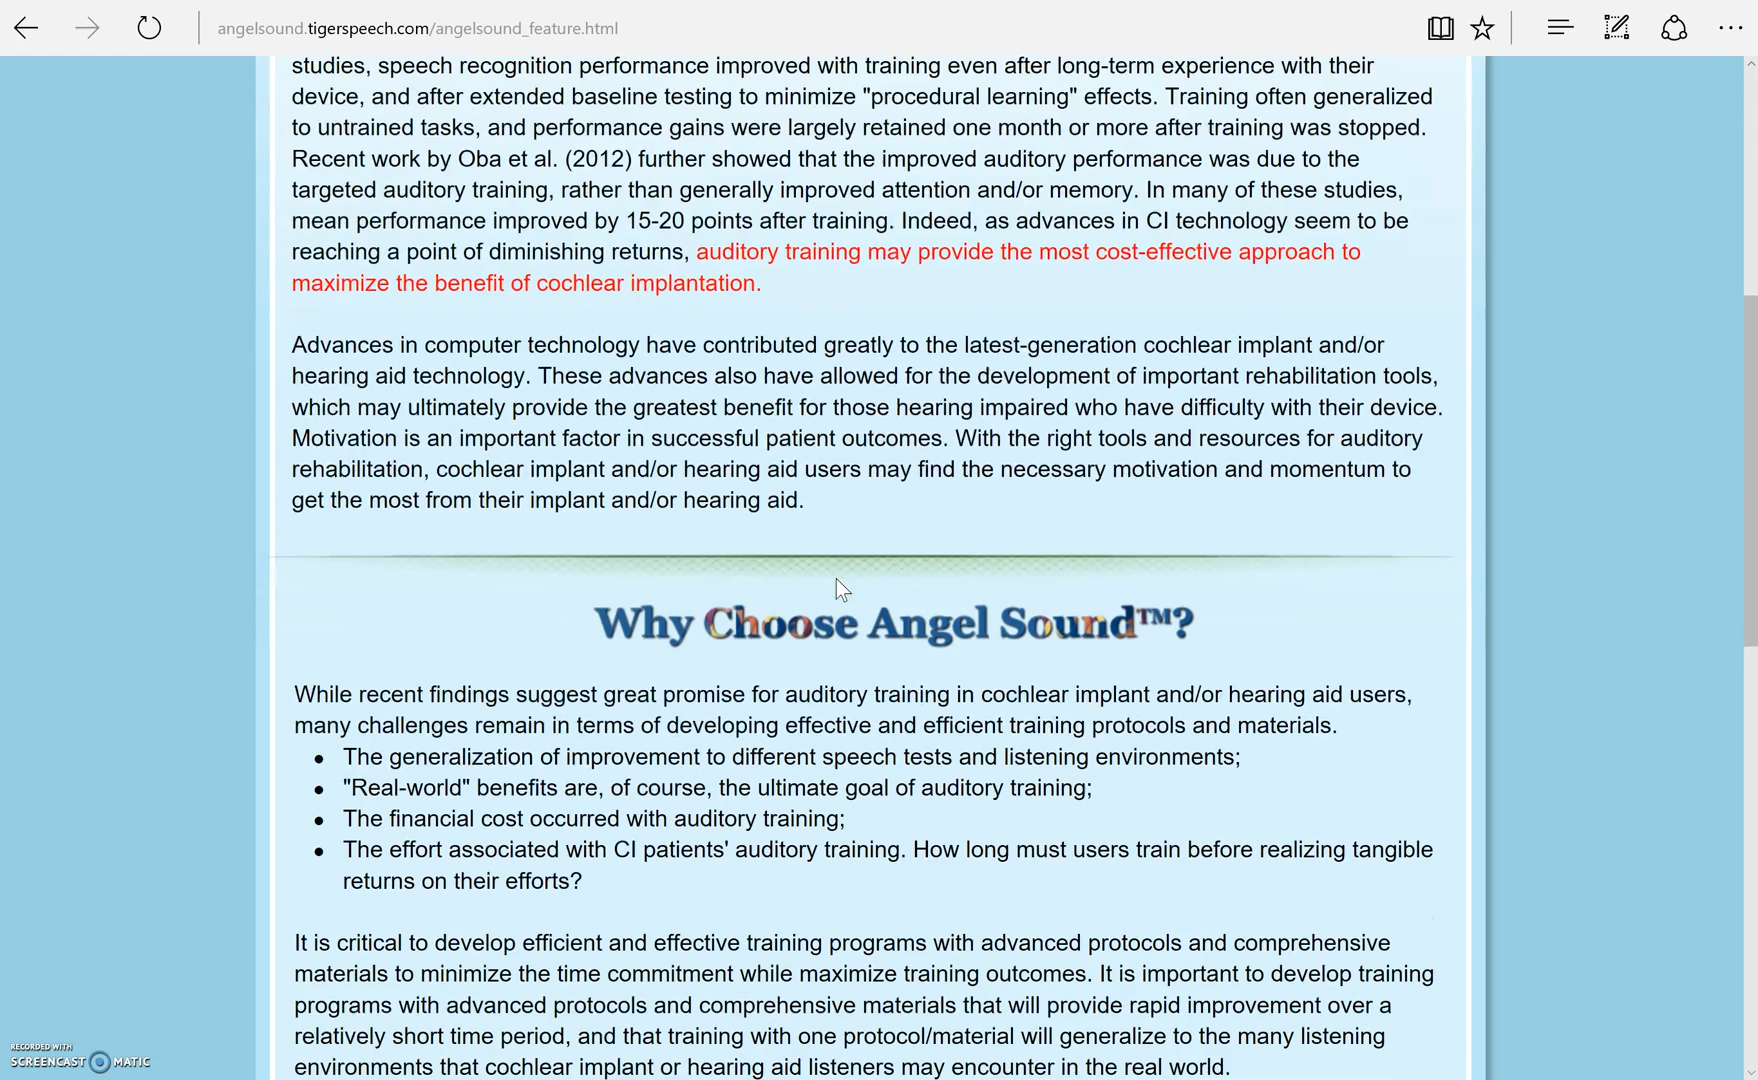 angelsound.tigerspeech.com/angelsound_feature.html
studies, speech recognition performance improved with training even after long-term experience with their
device, and after extended baseline testing to minimize "procedural learning" effects. Training often generalized
to untrained tasks, and performance gains were largely retained one month or more after training was stopped.
Recent work by Oba et al. (2012) further showed that the improved auditory performance was due to the
targeted auditory training, rather than generally improved attention and/or memory. In many of these studies,
mean performance improved by 15-20 points after training. Indeed, as advances in CI technology seem to be
reaching a point of diminishing returns, auditory training may provide the most cost-effective approach to
maximize the benefit of cochlear implantation.
Advances in computer technology have contributed greatly to the latest-generation cochlear implant and/or
hearing aid technology. These advances also have allowed for the development of important rehabilitation tools,
which may ultimately provide the greatest benefit for those hearing impaired who have difficulty with their device.
Motivation is an important factor in successful patient outcomes. With the right tools and resources for auditory
rehabilitation, cochlear implant and/or hearing aid users may find the necessary motivation and momentum to
get the most from their implant and/or hearing aid.
Why Choose Angel Sound™?
While recent findings suggest great promise for auditory training in cochlear implant and/or hearing aid users,
many challenges remain in terms of developing effective and efficient training protocols and materials.
• The generalization of improvement to different speech tests and listening environments;
• "Real-world" benefits are, of course, the ultimate goal of auditory training;
• The financial cost occurred with auditory training;
• The effort associated with CI patients' auditory training. How long must users train before realizing tangible
returns on their efforts?
It is critical to develop efficient and effective training programs with advanced protocols and comprehensive
materials to minimize the time commitment while maximize training outcomes. It is important to develop training
programs with advanced protocols and comprehensive materials that will provide rapid improvement over a
relatively short time period, and that training with one protocol/material will generalize to the many listening
environments that cochlear implant or hearing aid listeners may encounter in the real world.
RECORDED WITH
SCREENCAST MATIC